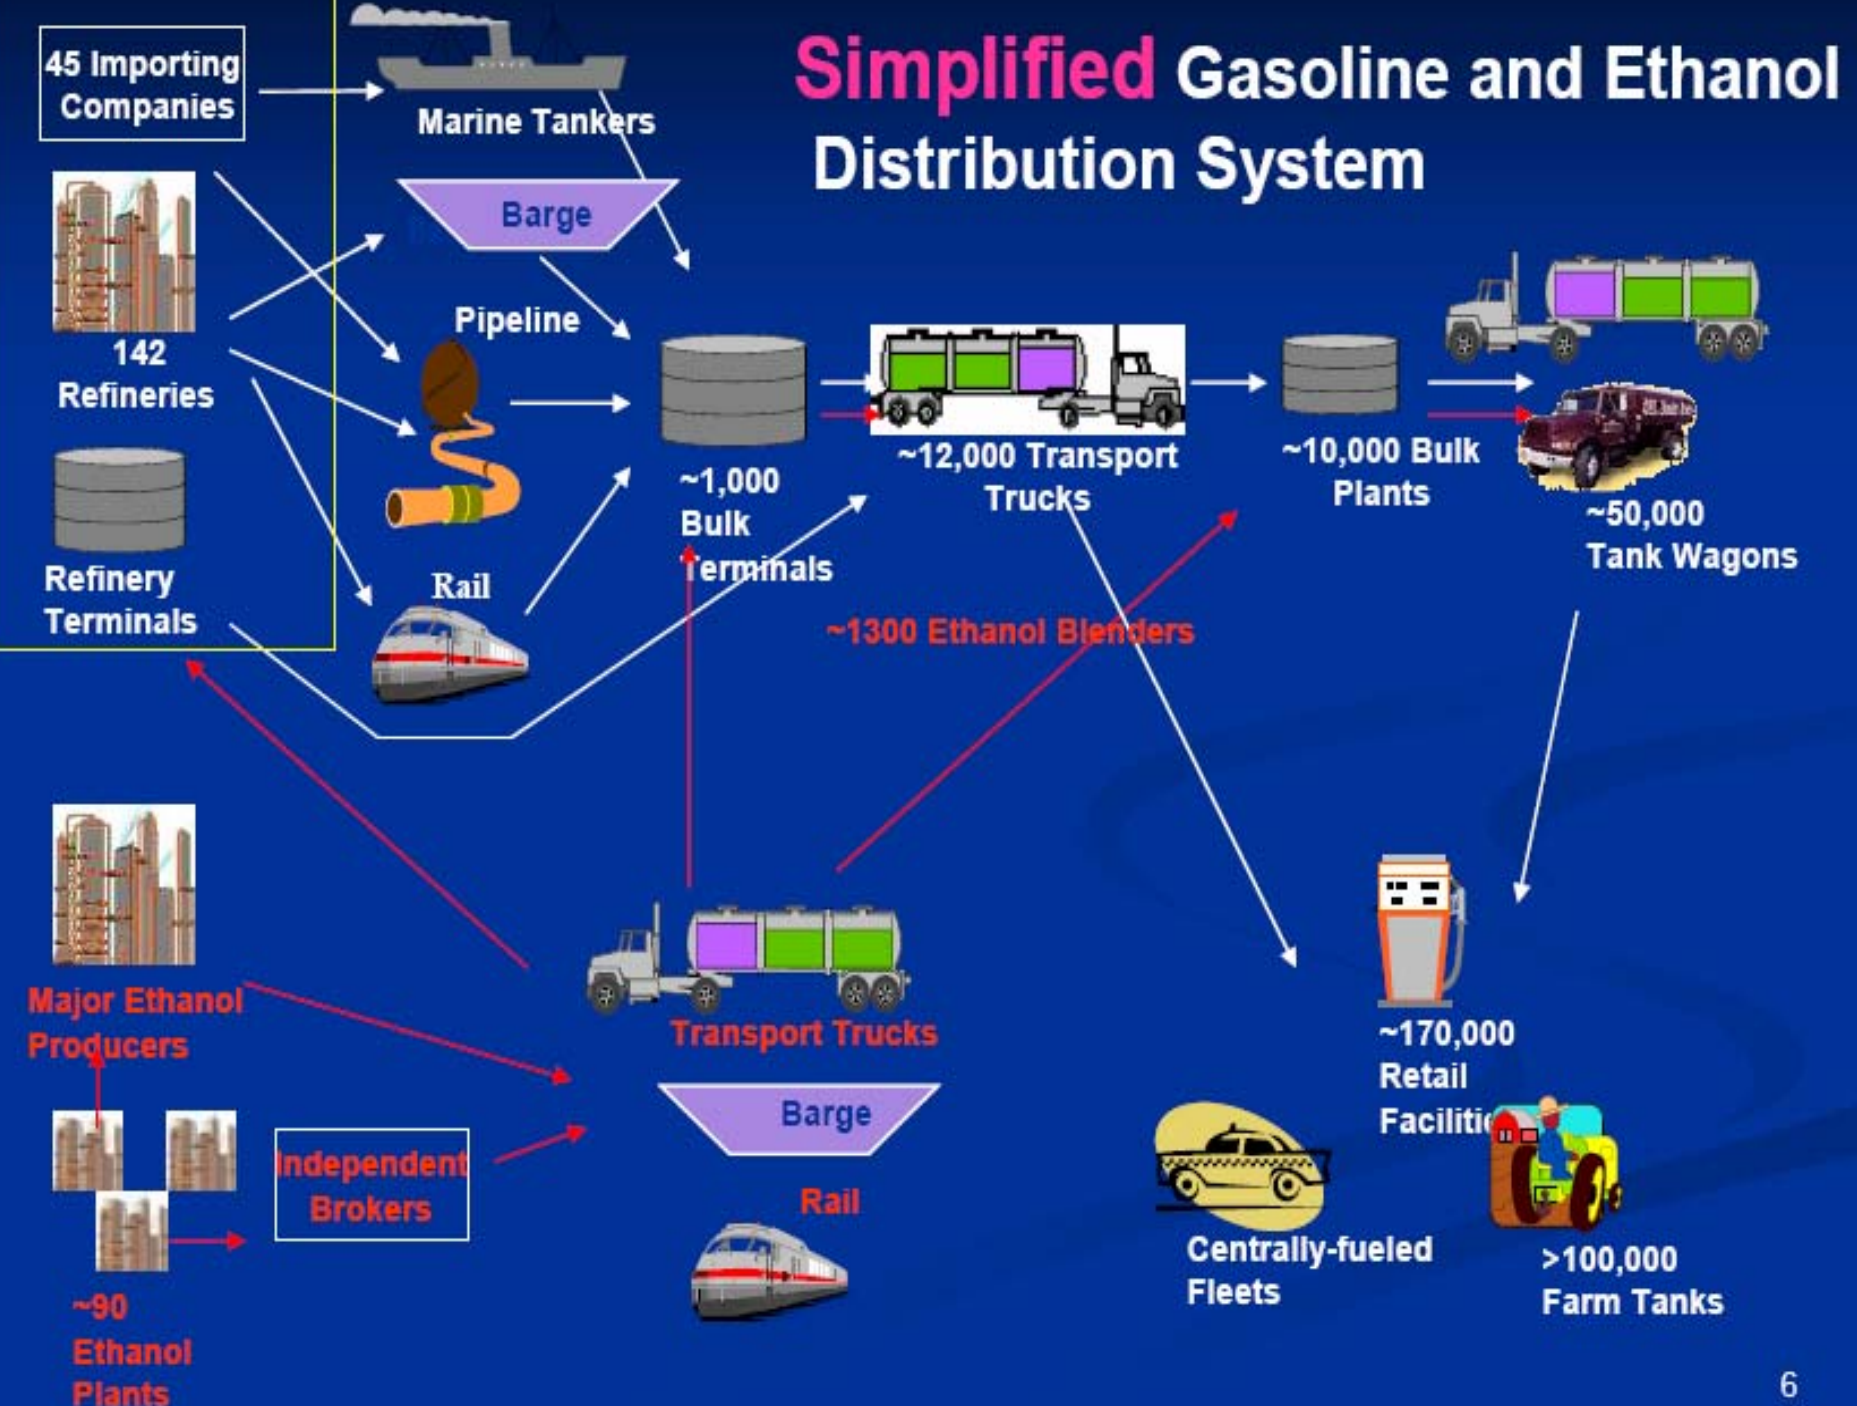 Simplified Gasoline and Ethanol
Distribution System
45 Importing
Companies
Marine Tankers
Barge
Pipeline
142
Refineries
~1,000
Bulk
Terminals
~12,000 Transport
Trucks
~10,000 Bulk
Plants
~50,000
Tank Wagons
Refinery
Terminals
Rail
~1300 Ethanol Blenders
Major Ethanol
Producers
Transport Trucks
Barge
Rail
Independent
Brokers
~90
Ethanol
Plants
~170,000
Retail
Faciliti
Centrally-fueled
Fleets
>100,000
Farm Tanks
6